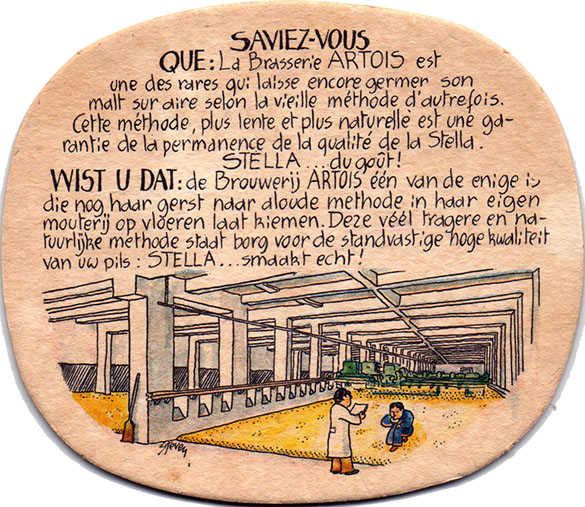 SAVIEZ-VOUS
QUE: La Brasserie ARTOIS est
une des rares qui laisse encore germer son
malt sur aire selon la vieille méthode d'autrefois.
Cette méthode, plus lente et plus naturelle est une ga-
rantie de la permanence de la qualité de la Stella.
STELLA...du goût!
WIST U DAT: de Brouwerij ARTOIS één van de enige is
die nog haar gerst naar aloude methode in haar eigen
mouterij op vloeren laat kiemen. Deze véél tragere en na-
tuurlijke methode staat borg voor de standvastige hoge kwaliteit
van uw pils: STELLA...smaakt echt!